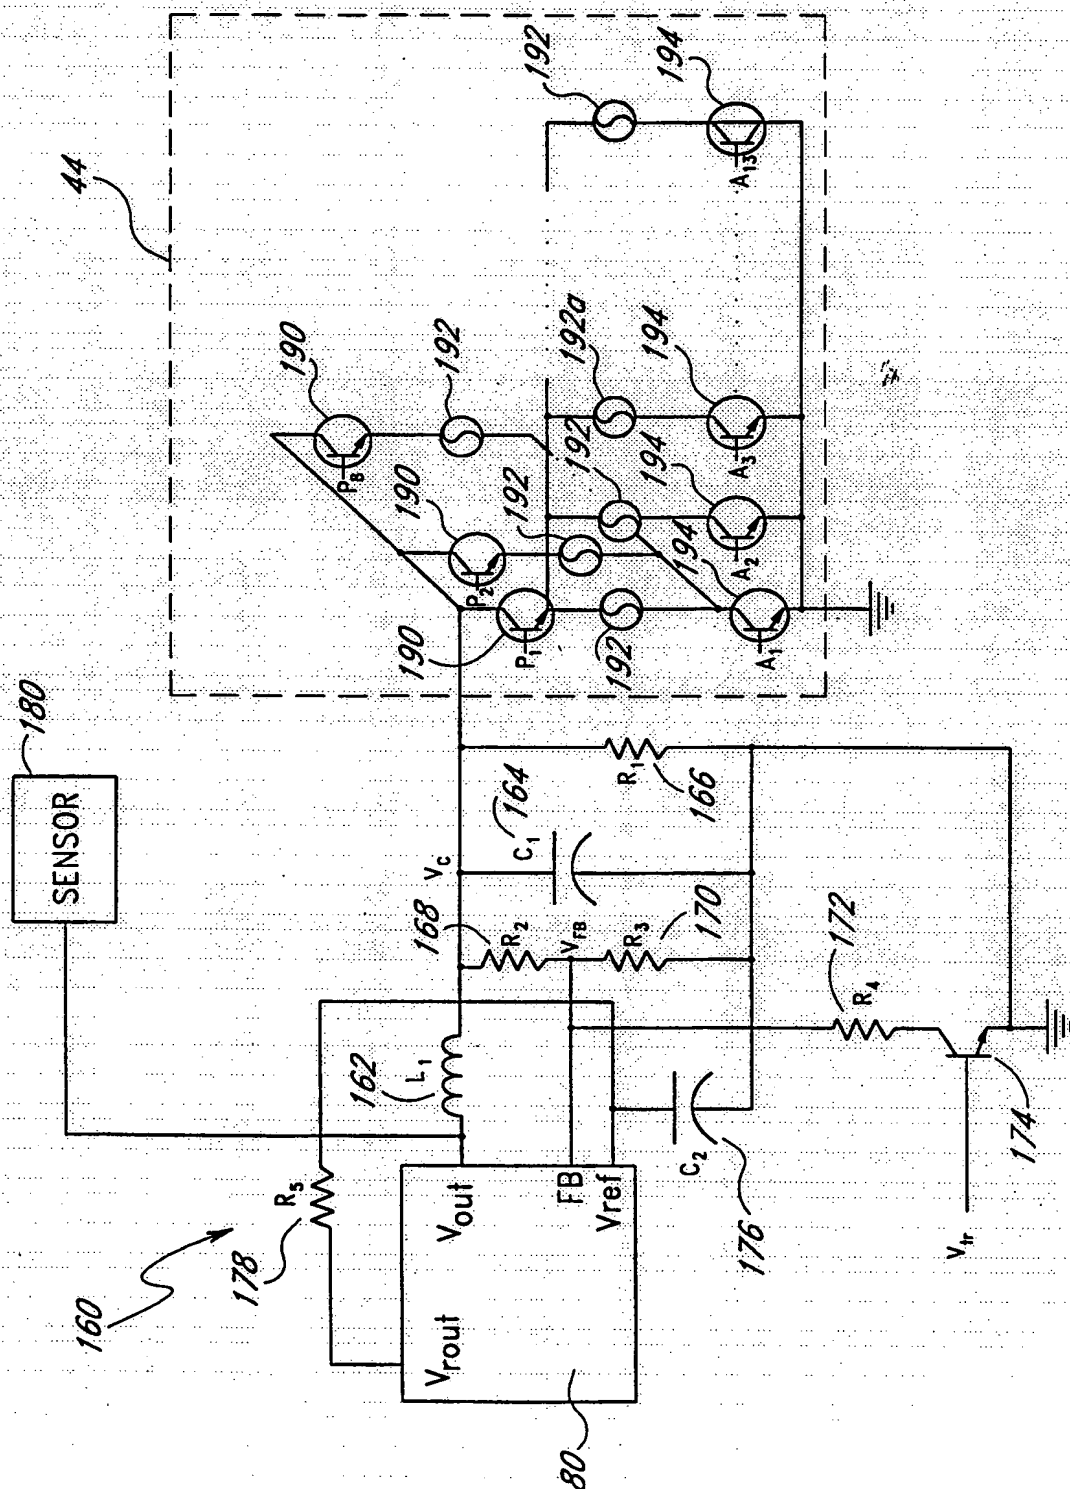 44
192
194
A13
190
P8
192
192a
194
A3
190
P2
192
192
194
A2
190
P1
192
194
A1
180
SENSOR
VC
168
R2
VFB
R3
170
C1
164
R1
166
172
R4
174
Vtr
162
L1
C2
176
R5
178
160
Vout
FB
Vref
Vrout
80